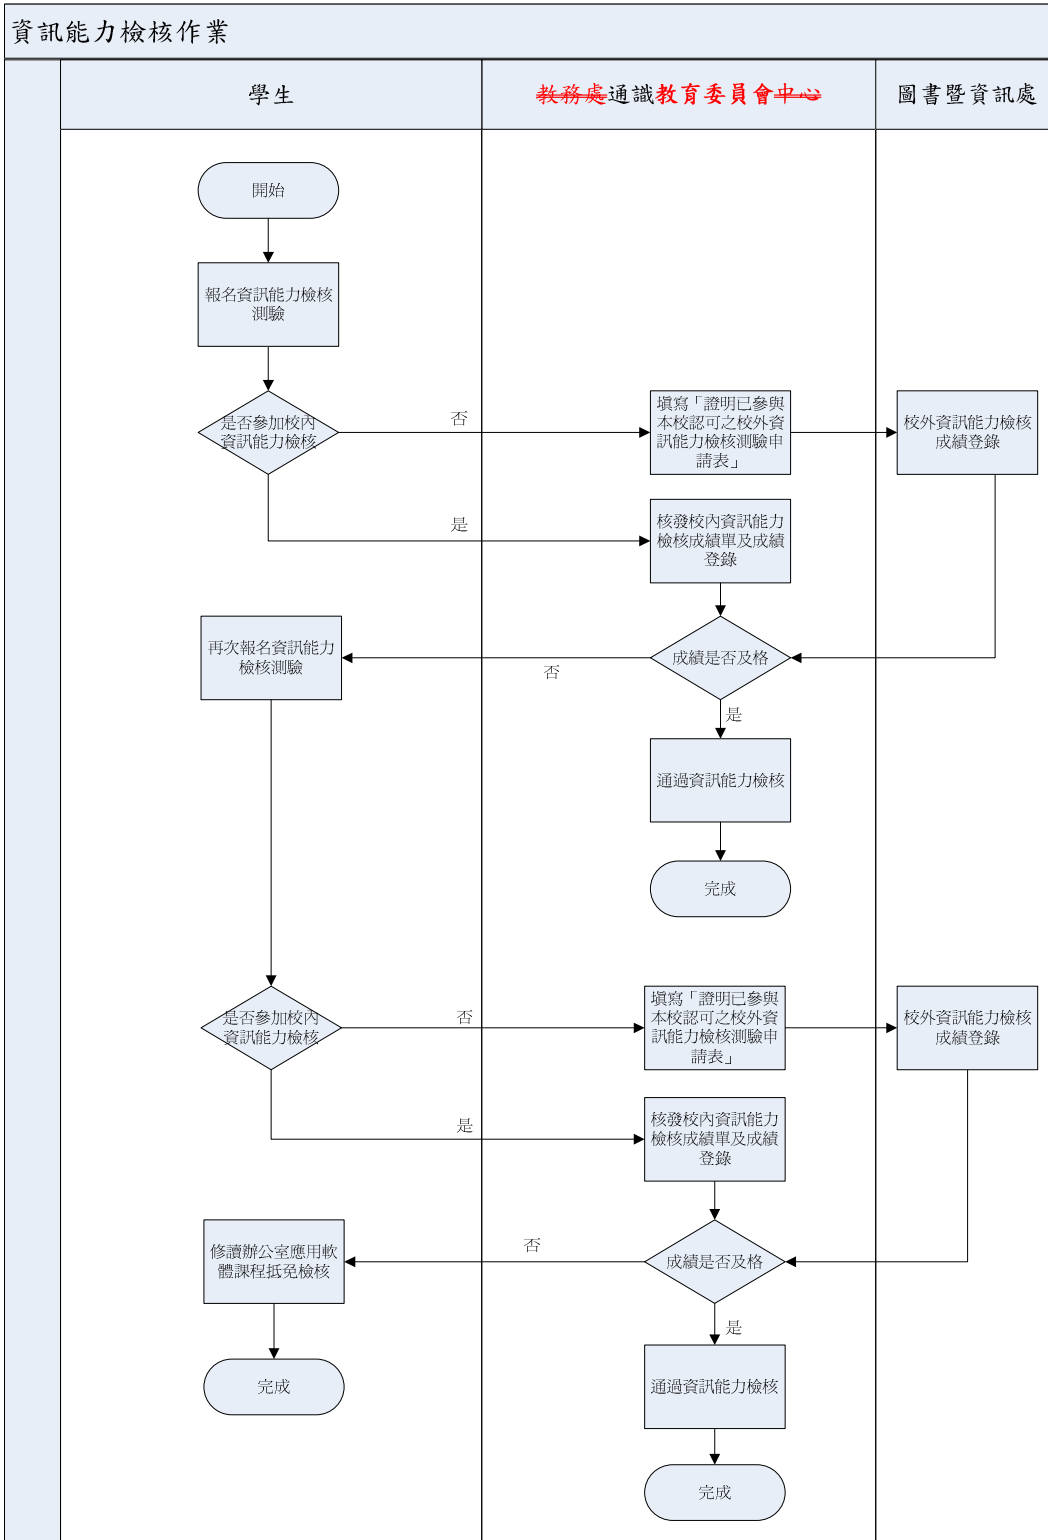 資訊能力檢核作業
學生
教務處通識教育委員會中心
圖書暨資訊處
開始
報名資訊能力檢核
測驗
是否參加校內
資訊能力檢核
否
填寫「證明已參與
本校認可之校外資
訊能力檢核測驗申
請表」
校外資訊能力檢核
成績登錄
是
核發校內資訊能力
檢核成績單及成績
登錄
再次報名資訊能力
檢核測驗
否
成績是否及格
是
通過資訊能力檢核
完成
是否參加校內
資訊能力檢核
否
填寫「證明已參與
本校認可之校外資
訊能力檢核測驗申
請表」
校外資訊能力檢核
成績登錄
是
核發校內資訊能力
檢核成績單及成績
登錄
修讀辦公室應用軟
體課程抵免檢核
否
成績是否及格
是
完成
通過資訊能力檢核
完成